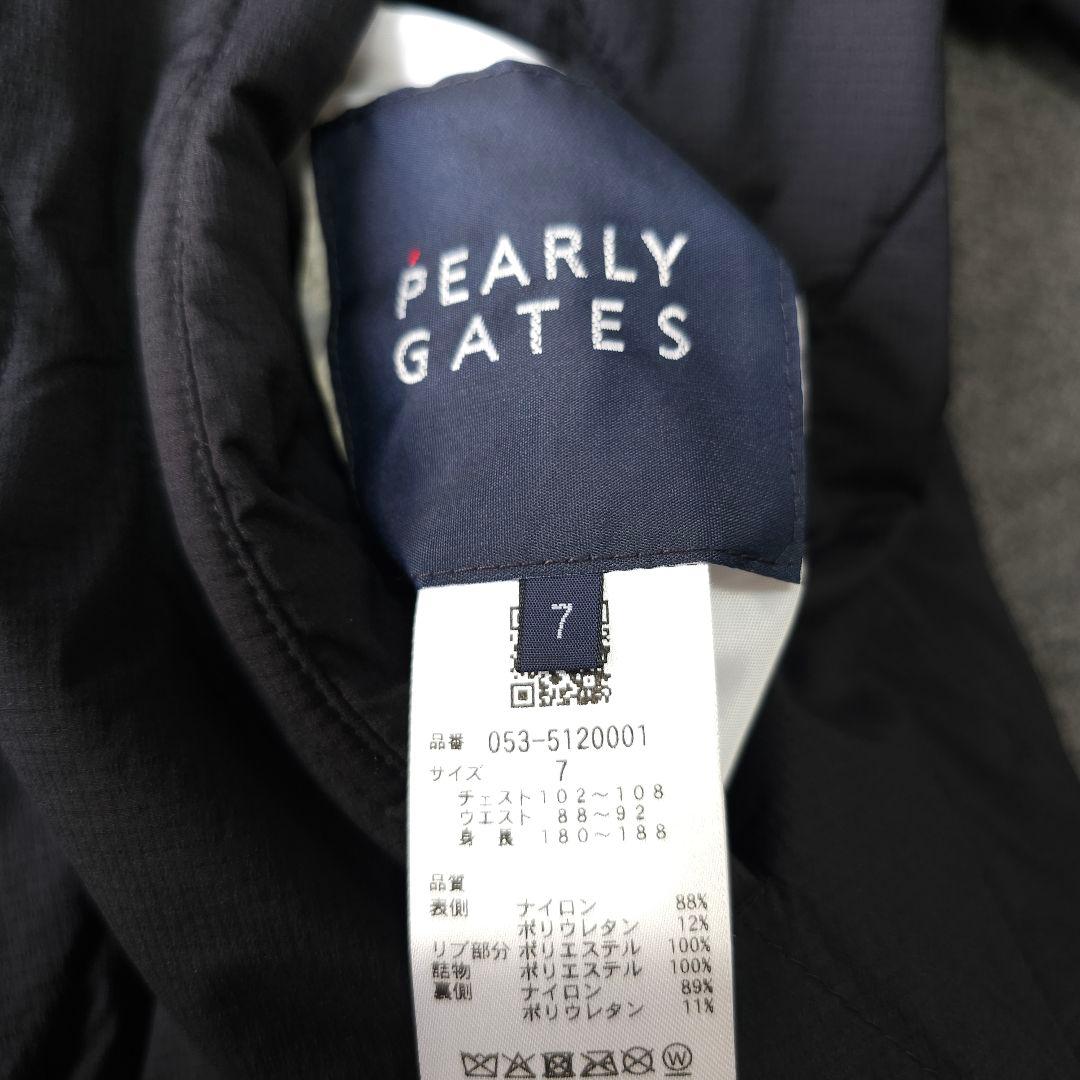 PEARLY
GATES
7
品番 053-5120001
サイズ 7
チェスト 102～108
ウエスト 88～92
身長 180～188
品質
表側 ナイロン 88%
ポリウレタン 12%
リブ部分 ポリエステル 100%
詰物 ポリエステル 100%
裏側 ナイロン 89%
ポリウレタン 11%
W